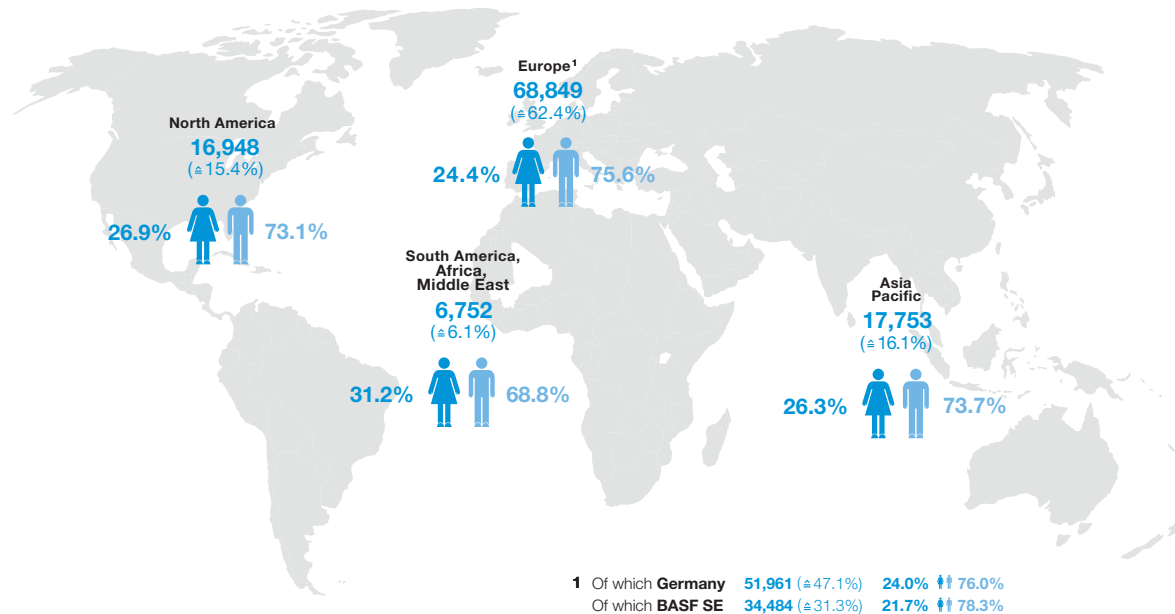 Europe¹
68,849
(≙62.4%)
24.4% 75.6%
North America
16,948
(≙15.4%)
26.9% 73.1%
South America,
Africa,
Middle East
6,752
(≙6.1%)
31.2% 68.8%
Asia
Pacific
17,753
(≙16.1%)
26.3% 73.7%
1 Of which Germany 51,961 (≙47.1%) 24.0% 76.0%
Of which BASF SE 34,484 (≙31.3%) 21.7% 78.3%